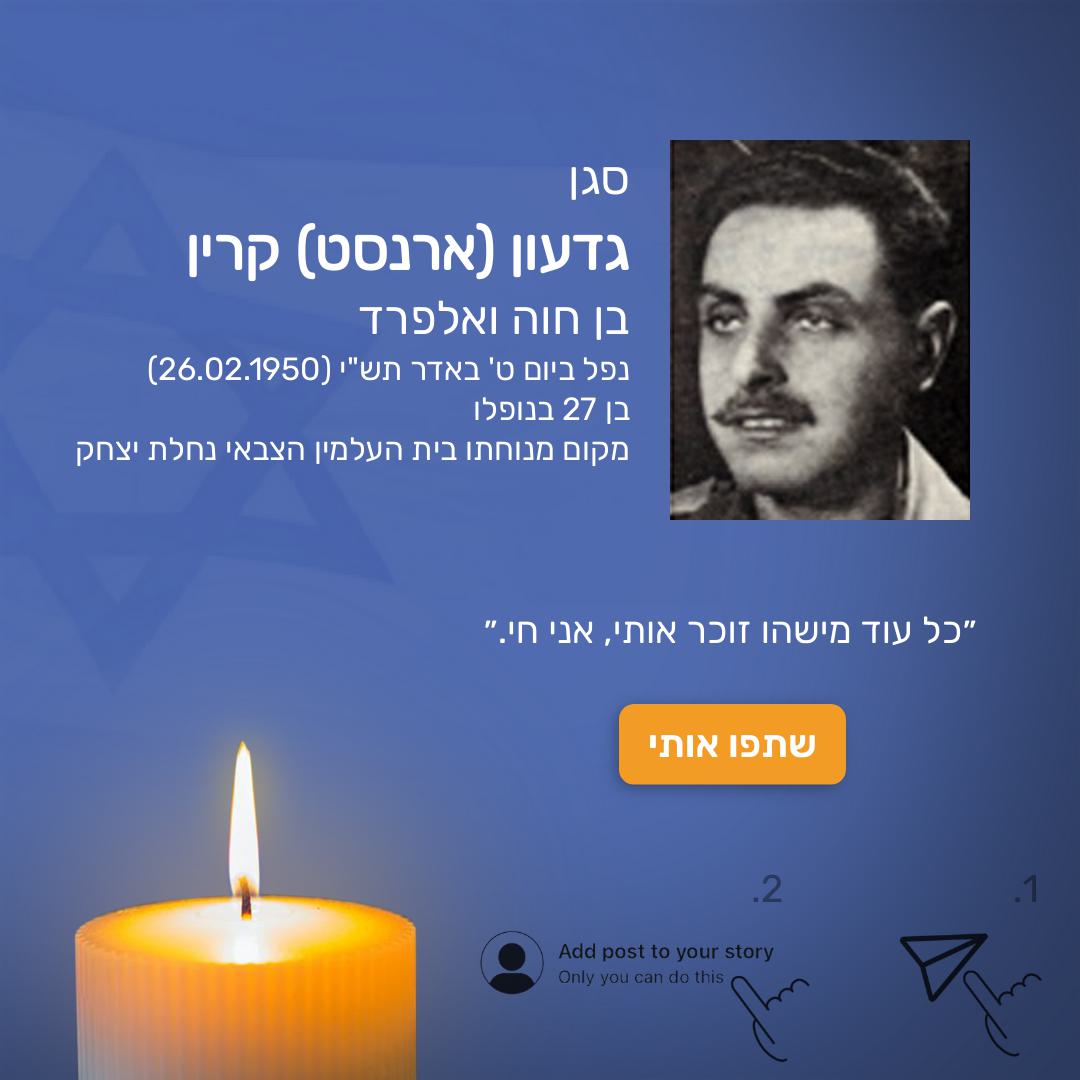 סגן
גדעון (ארנסט) קרין
בן חוה ואלפרד
נפל ביום ט' באדר תש"י (26.02.1950)
בן 27 בנופלו
מקום מנוחתו בית העלמין הצבאי נחלת יצחק
״כל עוד מישהו זוכר אותי, אני חי.״
שתפו אותי
1.
2.
Add post to your story
Only you can do this